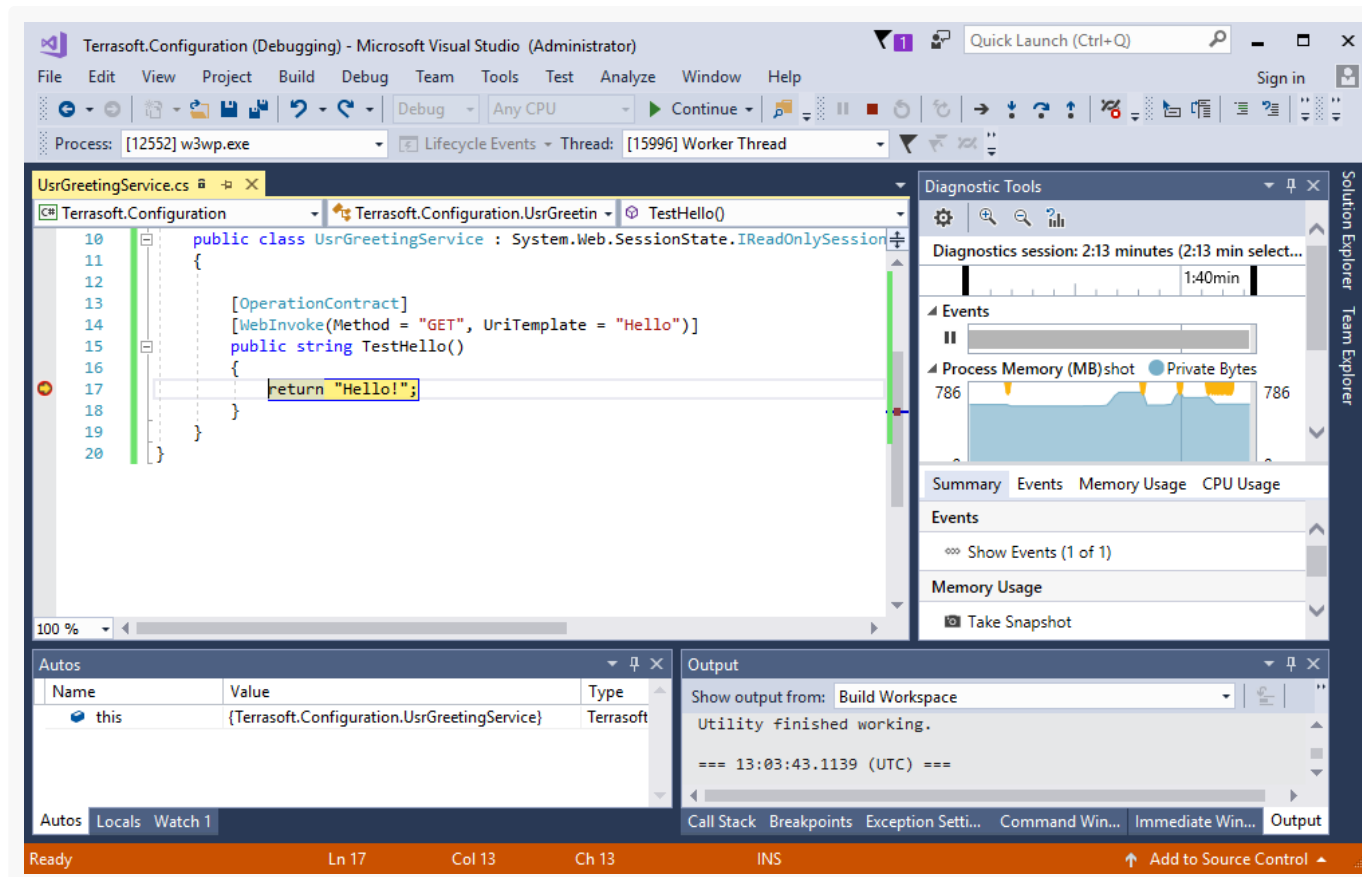 Terrasoft.Configuration (Debugging) - Microsoft Visual Studio (Administrator)
1
Quick Launch (Ctrl+Q)
File Edit View Project Build Debug Team Tools Test Analyze Window Help
Sign in
Debug Any CPU Continue
Process: [12552] w3wp.exe Lifecycle Events Thread: [15996] Worker Thread
UsrGreetingService.cs
C# Terrasoft.Configuration Terrasoft.Configuration.UsrGreetin TestHello()
10 public class UsrGreetingService : System.Web.SessionState.IReadOnlySession
11 {
12
13 [OperationContract]
14 [WebInvoke(Method = "GET", UriTemplate = "Hello")]
15 public string TestHello()
16 {
17 return "Hello!";
18 }
19 }
20 }
100 %
Diagnostic Tools
Diagnostics session: 2:13 minutes (2:13 min select...
1:40min
Events
Process Memory (MB)shot Private Bytes
786 786
Summary Events Memory Usage CPU Usage
Events
Show Events (1 of 1)
Memory Usage
Take Snapshot
Solution Explorer
Team Explorer
Autos
Name Value Type
this {Terrasoft.Configuration.UsrGreetingService} Terrasoft
Autos Locals Watch 1
Output
Show output from: Build Workspace
Utility finished working.
=== 13:03:43.1139 (UTC) ===
Call Stack Breakpoints Exception Setti... Command Win... Immediate Win... Output
Ready Ln 17 Col 13 Ch 13 INS Add to Source Control